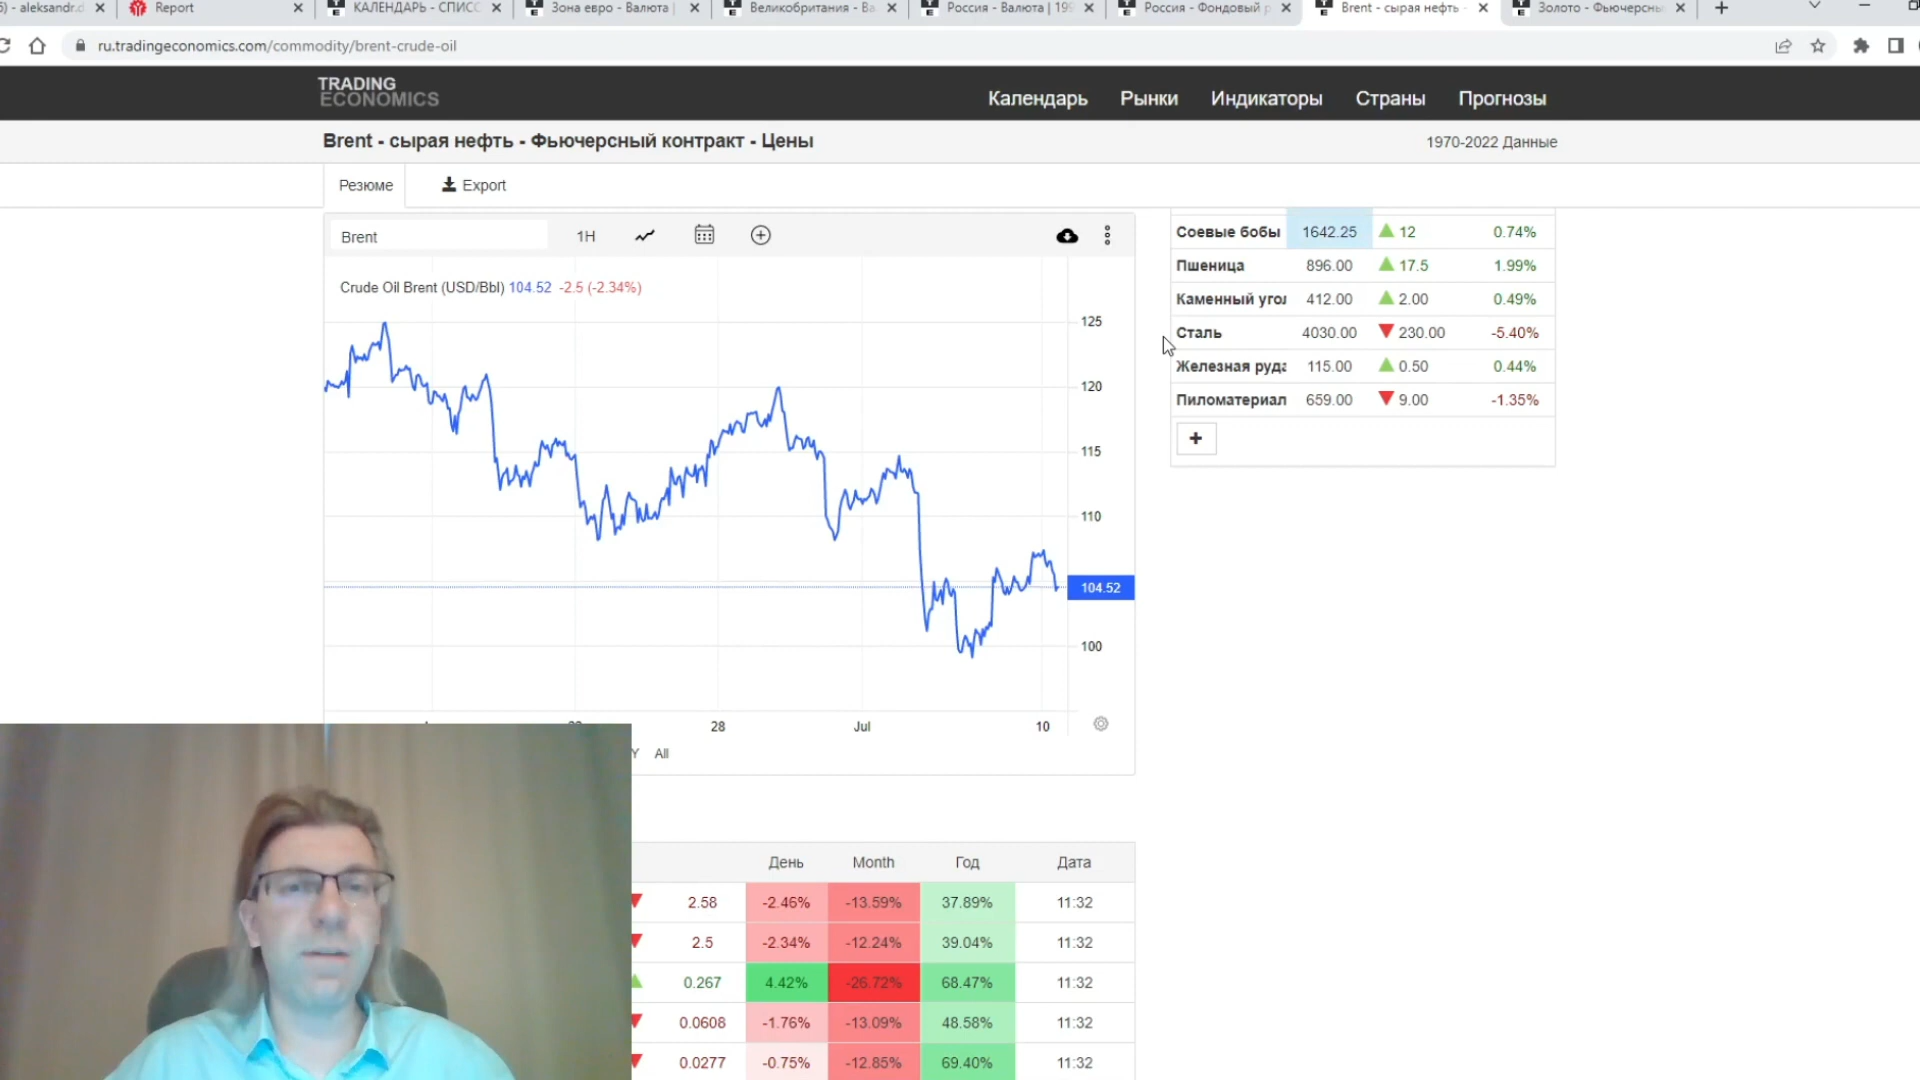 5) - aleksandr.d
Report
КАЛЕНДАРЬ - СПИСО
Зона евро - Валюта |
Великобритания - Ва
Россия - Валюта | 199
Россия - Фондовый р
Brent - сырая нефть -
Золото - Фьючерсны
ru.tradingeconomics.com/commodity/brent-crude-oil
TRADING
ECONOMICS
Календарь Рынки Индикаторы Страны Прогнозы
Brent - сырая нефть - Фьючерсный контракт - Цены
1970-2022 Данные
Резюме
Export
Brent
1H
Crude Oil Brent (USD/Bbl) 104.52 -2.5 (-2.34%)
125
120
115
110
104.52
100
28 Jul 10
Y All
Соевые бобы 1642.25 12 0.74%
Пшеница 896.00 17.5 1.99%
Каменный угол 412.00 2.00 0.49%
Сталь 4030.00 230.00 -5.40%
Железная руда 115.00 0.50 0.44%
Пиломатериал 659.00 9.00 -1.35%
День Month Год Дата
2.58 -2.46% -13.59% 37.89% 11:32
2.5 -2.34% -12.24% 39.04% 11:32
0.267 4.42% -26.72% 68.47% 11:32
0.0608 -1.76% -13.09% 48.58% 11:32
0.0277 -0.75% -12.85% 69.40% 11:32